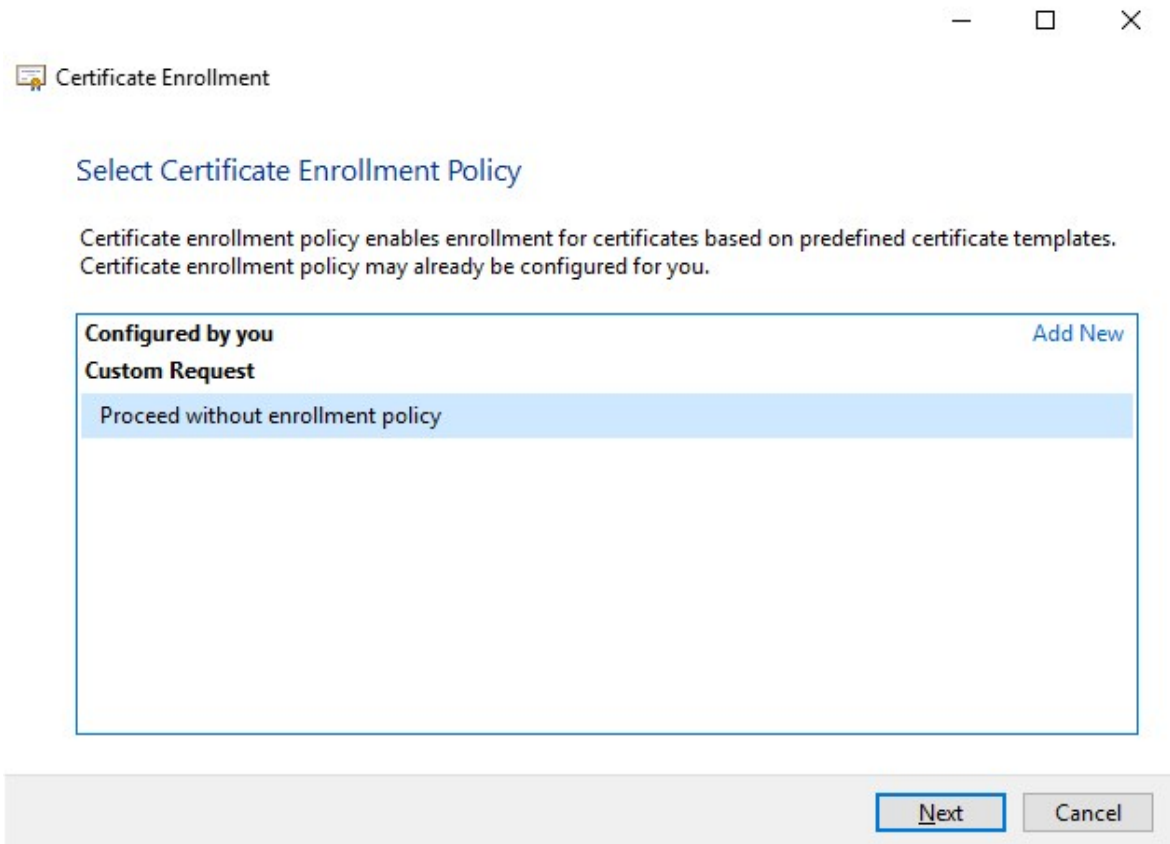 Certificate Enrollment
Select Certificate Enrollment Policy
Certificate enrollment policy enables enrollment for certificates based on predefined certificate templates.
Certificate enrollment policy may already be configured for you.
Configured by you Add New
Custom Request
Proceed without enrollment policy
Next Cancel